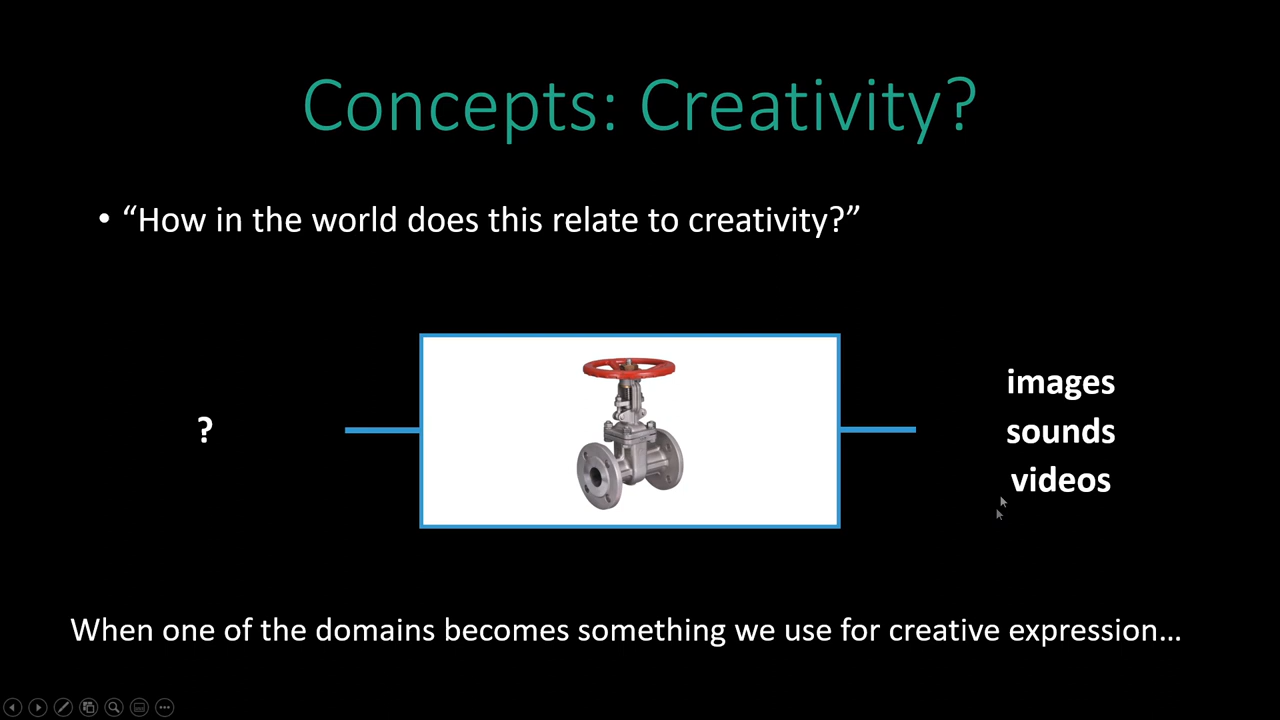 Concepts: Creativity?
• “How in the world does this relate to creativity?”
?
images
sounds
videos
When one of the domains becomes something we use for creative expression…